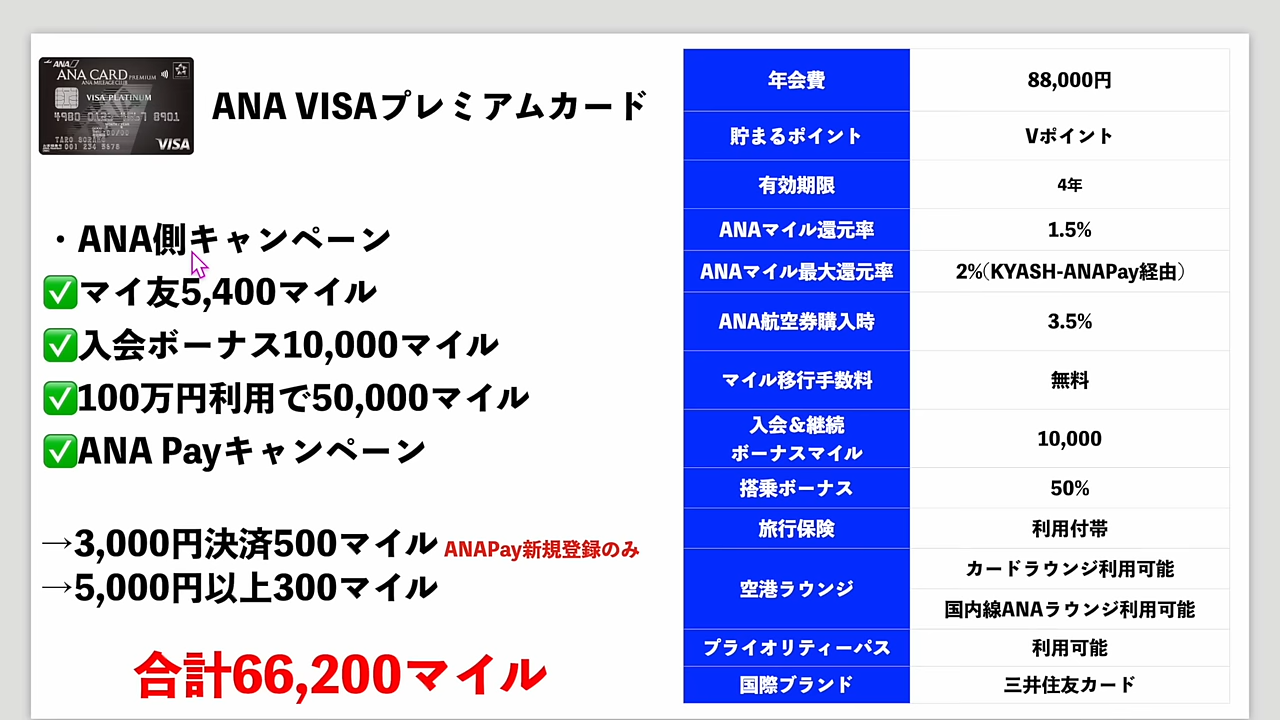 ANA
ANA CARD PREMIUM
ANA MILEAGE CLUB
VISA PLATINUM
TARO
001 234 5678
VISA
ANA VISAプレミアムカード
・ANA側キャンペーン
✅マイ友5,400マイル
✅入会ボーナス10,000マイル
✅100万円利用で50,000マイル
✅ANA Payキャンペーン
→3,000円決済500マイル ANAPay新規登録のみ
→5,000円以上300マイル
合計66,200マイル
年会費 88,000円
貯まるポイント Vポイント
有効期限 4年
ANAマイル還元率 1.5%
ANAマイル最大還元率 2%（KYASH-ANAPay経由）
ANA航空券購入時 3.5%
マイル移行手数料 無料
入会＆継続
ボーナスマイル 10,000
搭乗ボーナス 50%
旅行保険 利用付帯
空港ラウンジ カードラウンジ利用可能
国内線ANAラウンジ利用可能
プライオリティーパス 利用可能
国際ブランド 三井住友カード